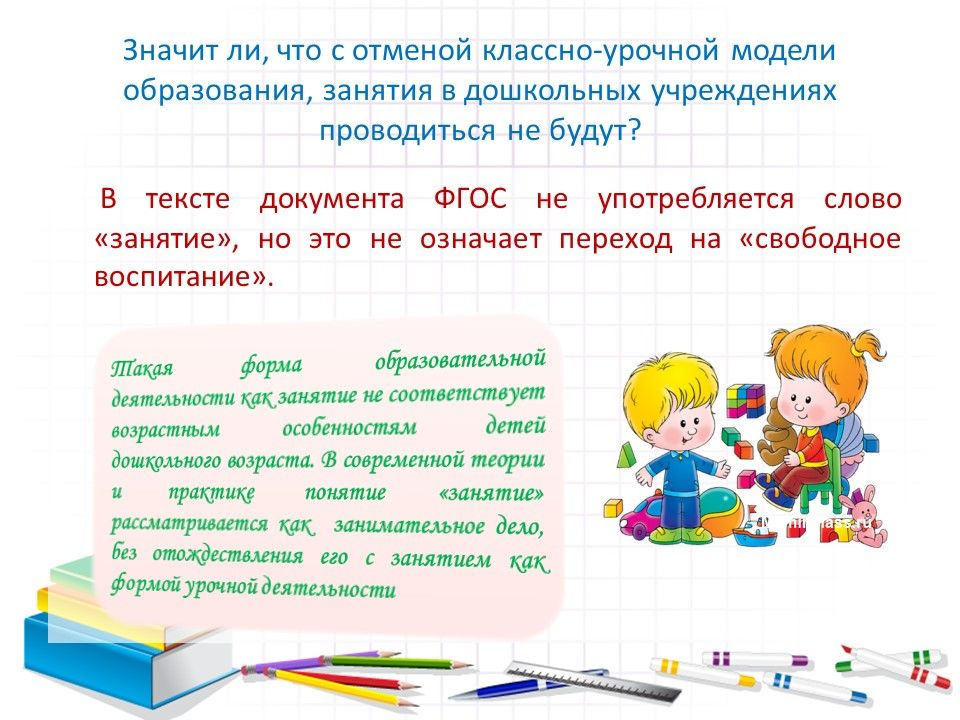 Значит ли, что с отменой классно-урочной модели
образования, занятия в дошкольных учреждениях
проводиться не будут?
В тексте документа ФГОС не употребляется слово
«занятие», но это не означает переход на «свободное
воспитание».
Такая форма образовательной
деятельности как занятие не соответствует
возрастным особенностям детей
дошкольного возраста. В современной теории
и практике понятие «занятие»
рассматривается как занимательное дело,
без отождествления его с занятием как
формой урочной деятельности